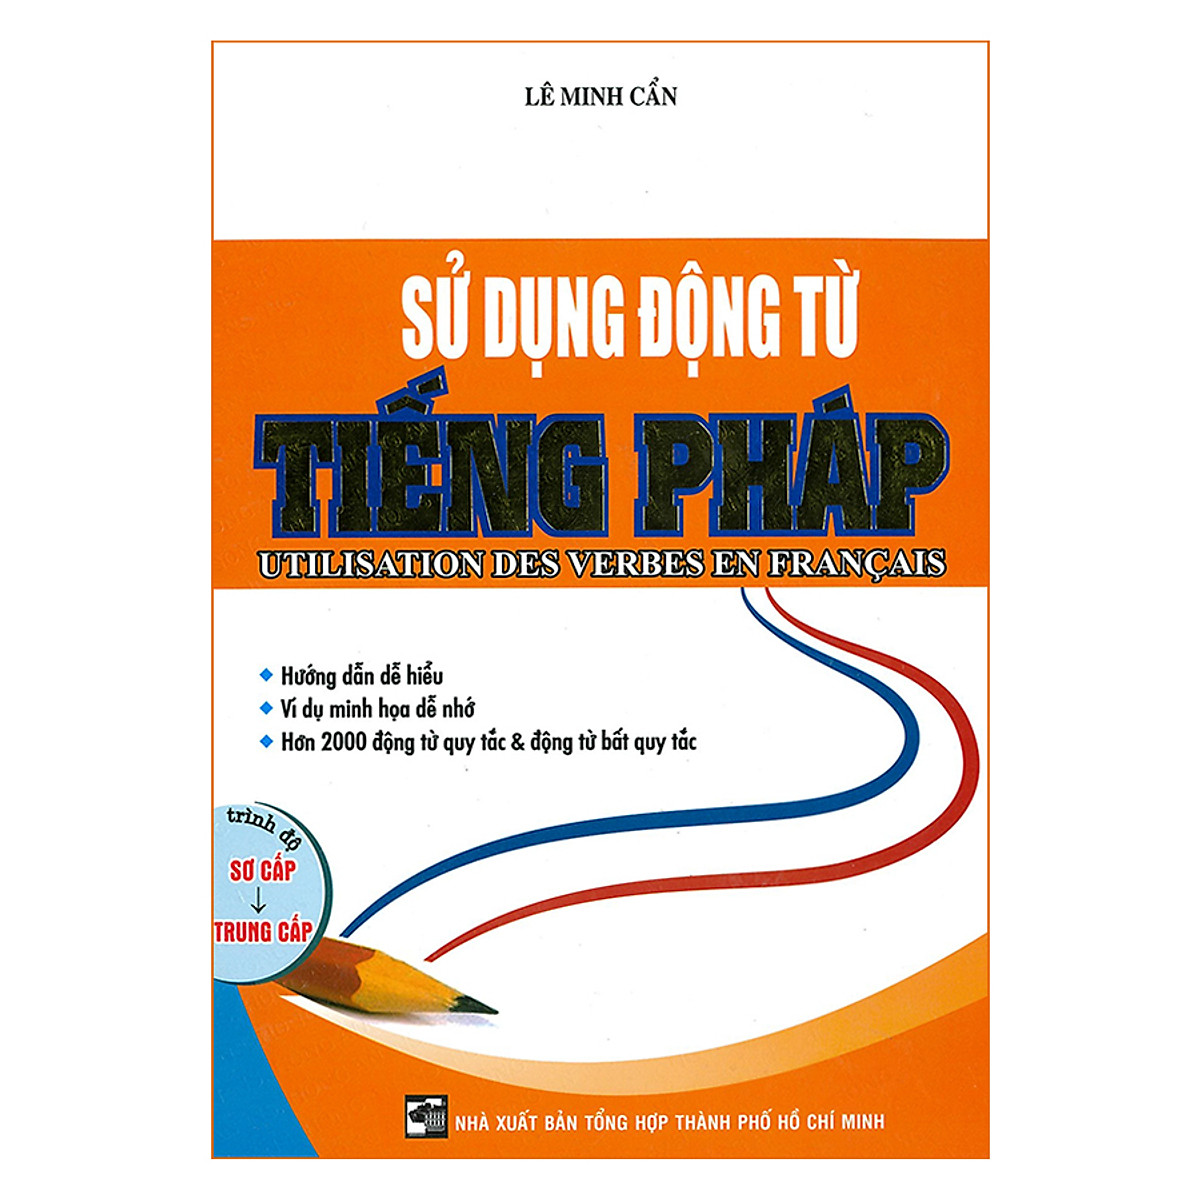 LÊ MINH CẨN
SỬ DỤNG ĐỘNG TỪ
TIẾNG PHÁP
UTILISATION DES VERBES EN FRANÇAIS
Hướng dẫn dễ hiểu
Ví dụ minh họa dễ nhớ
Hơn 2000 động từ quy tắc & động từ bất quy tắc
trình độ
SƠ CẤP
↓
TRUNG CẤP
NHÀ XUẤT BẢN TỔNG HỢP THÀNH PHỐ HỒ CHÍ MINH